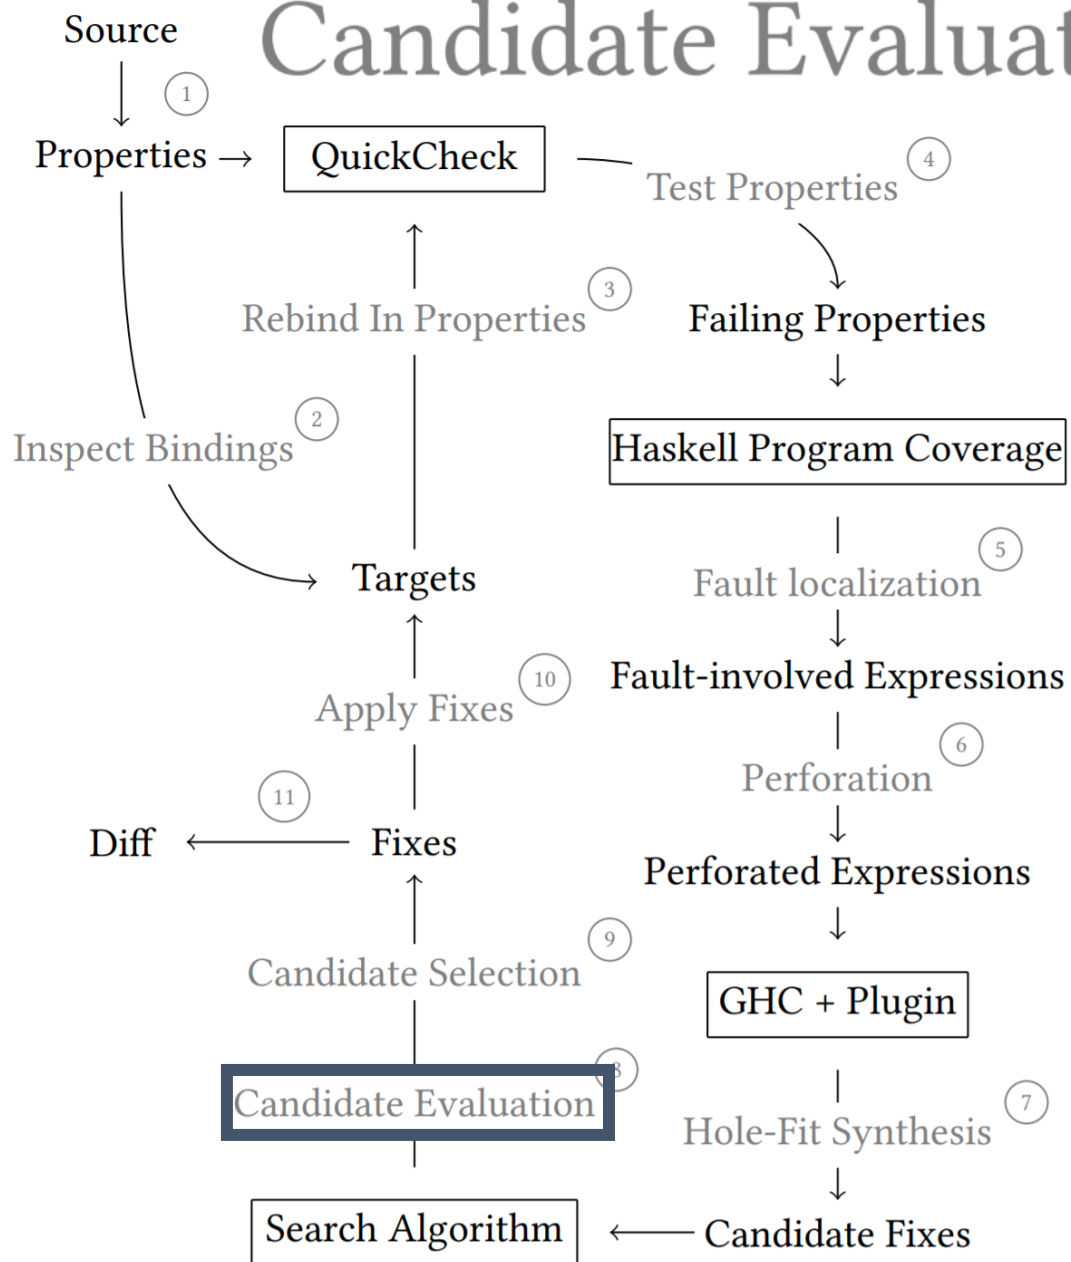 Source
Candidate Evaluat
1
Properties
QuickCheck
4
Test Properties
3
Rebind In Properties
Failing Properties
2
Inspect Bindings
Haskell Program Coverage
5
Fault localization
Targets
10
Fault-involved Expressions
Apply Fixes
6
Perforation
11
Diff
Fixes
Perforated Expressions
9
Candidate Selection
GHC + Plugin
8
Candidate Evaluation
7
Hole-Fit Synthesis
Search Algorithm
Candidate Fixes